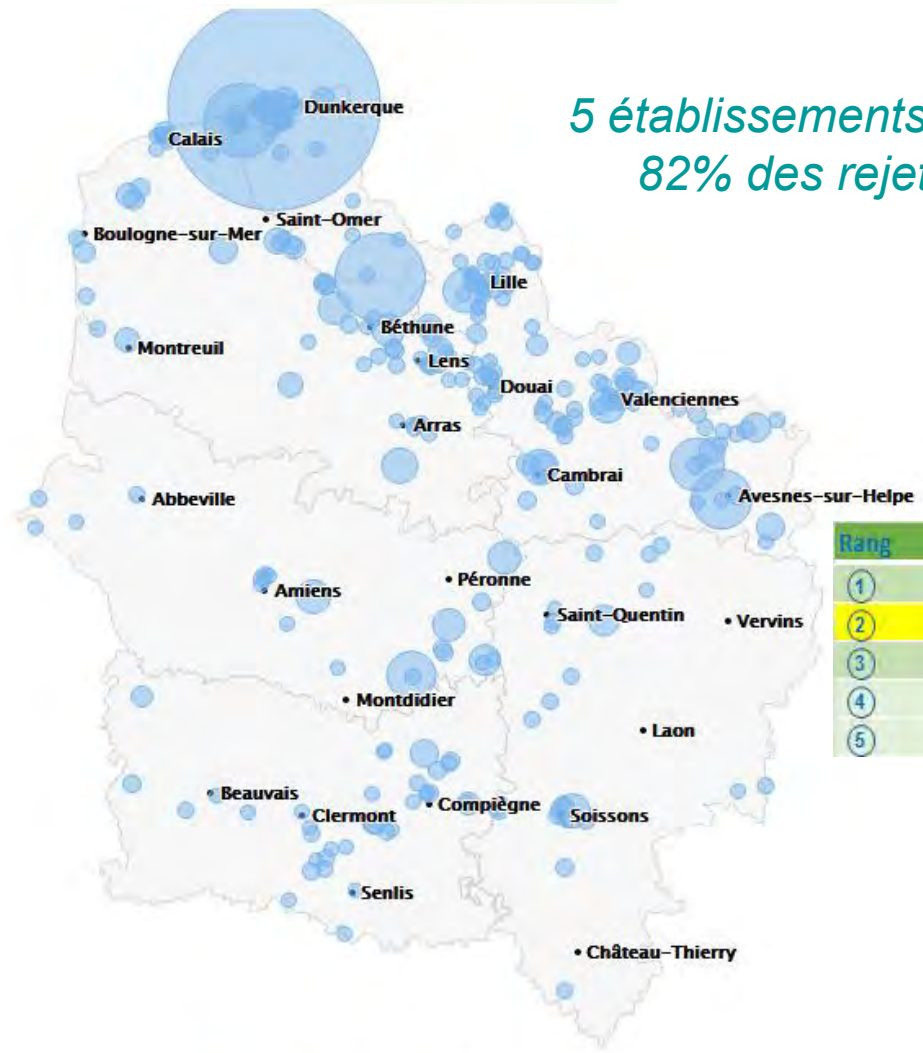 5 établissements
82% des rejet
Dunkerque
Calais
Saint-Omer
Boulogne-sur-Mer
Lille
Béthune
Montreuil
Lens
Douai
Valenciennes
Arras
Cambrai
Avesnes-sur-Helpe
Abbeville
Rang
Péronne
Amiens
1
Saint-Quentin
Vervins
2
3
Montdidier
4
Laon
5
Beauvais
Compiègne
Clermont
Soissons
Senlis
Château-Thierry